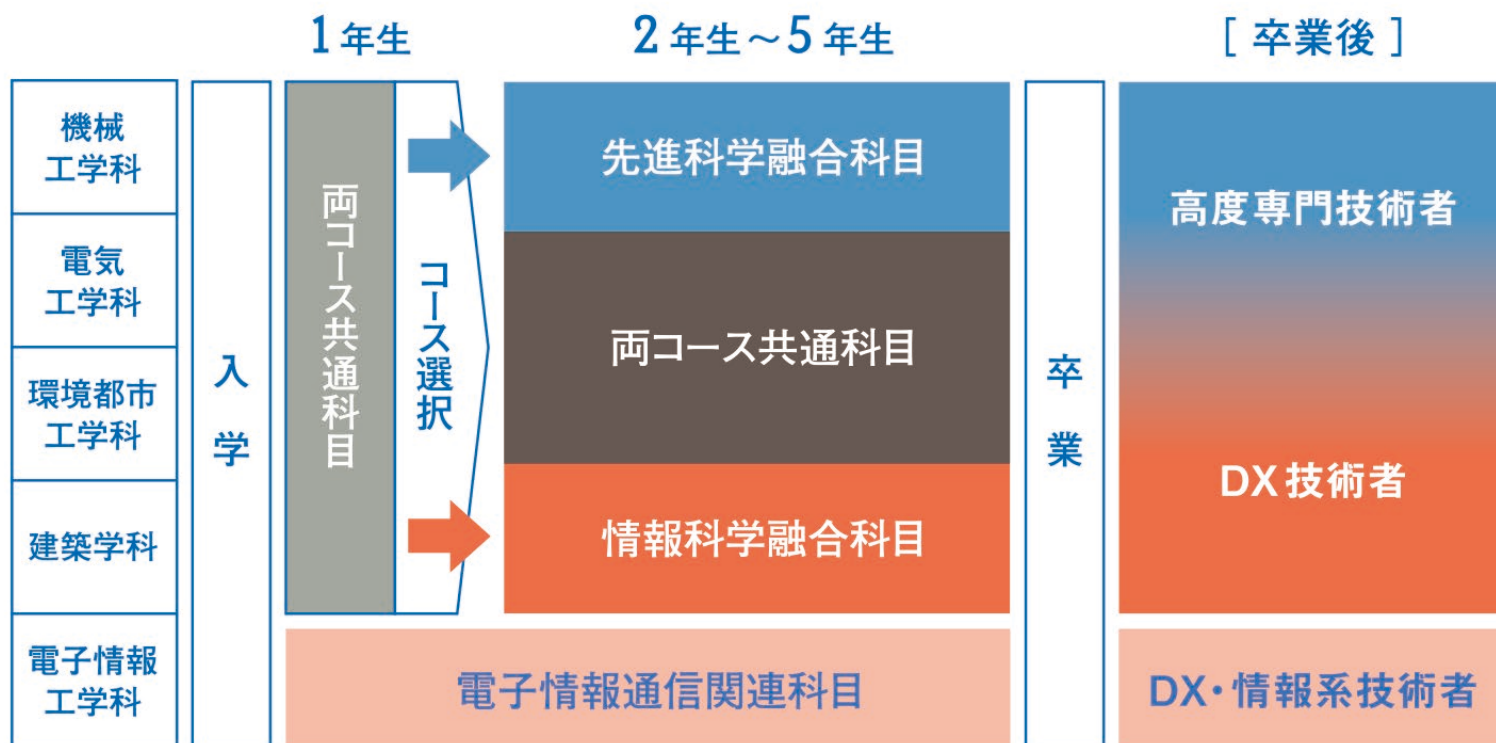 1年生
2年生～5年生
[ 卒業後 ]
機械
工学科
電気
工学科
環境都市
工学科
建築学科
電子情報
工学科
入学
両コース共通科目
コース選択
先進科学融合科目
両コース共通科目
情報科学融合科目
電子情報通信関連科目
卒業
高度専門技術者
DX技術者
DX・情報系技術者